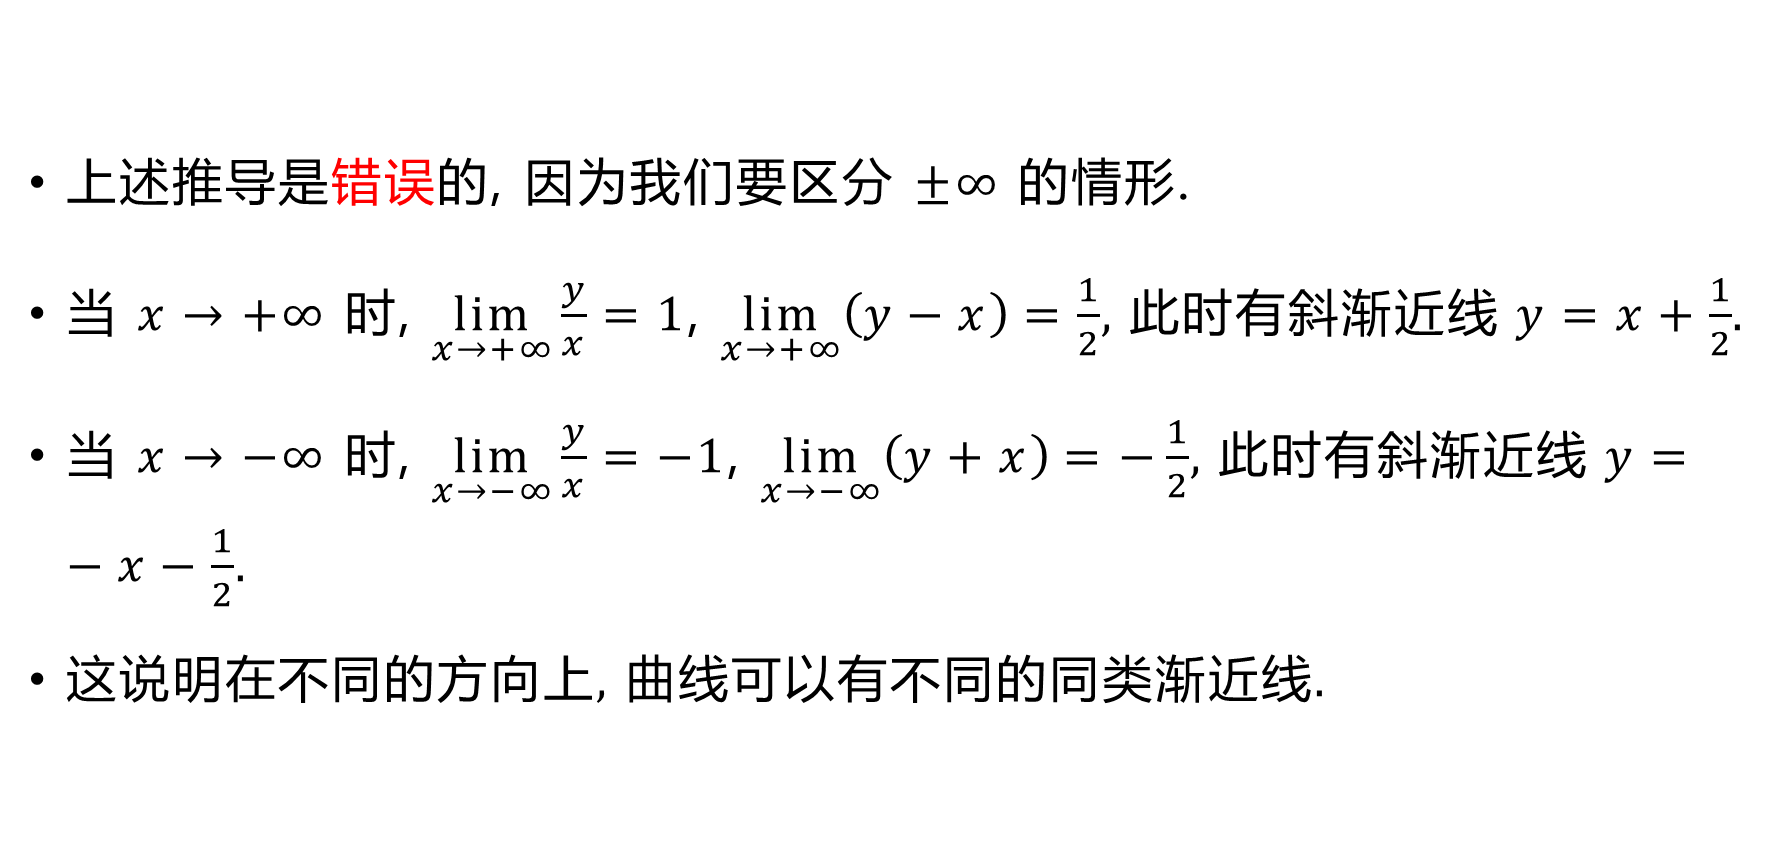 • 上述推导是错误的, 因为我们要区分 ±∞ 的情形.
• 当 x → +∞ 时, lim_{x→+∞} y/x = 1, lim_{x→+∞} (y − x) = 1/2, 此时有斜渐近线 y = x + 1/2.
• 当 x → −∞ 时, lim_{x→−∞} y/x = −1, lim_{x→−∞} (y + x) = − 1/2, 此时有斜渐近线 y =
− x − 1/2.
• 这说明在不同的方向上, 曲线可以有不同的同类渐近线.